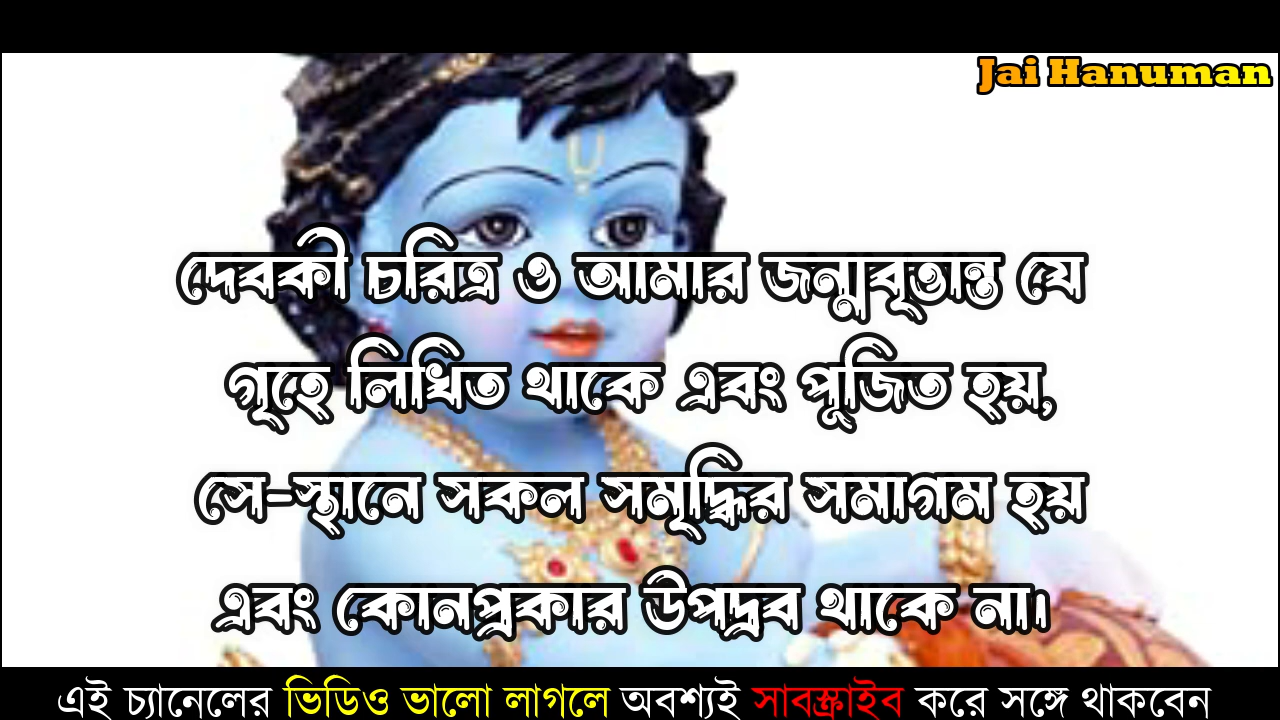 Jai Hanuman
দেবকী চরিত্র ও আমার জন্মবৃত্তান্ত যে
গৃহে লিখিত থাকে এবং পূজিত হয়,
সে-স্থানে সকল সমৃদ্ধির সমাগম হয়
এবং কোনপ্রকার উপদ্রব থাকে না।
এই চ্যানেলের ভিডিও ভালো লাগলে অবশ্যই সাবস্ক্রাইব করে সঙ্গে থাকবেন